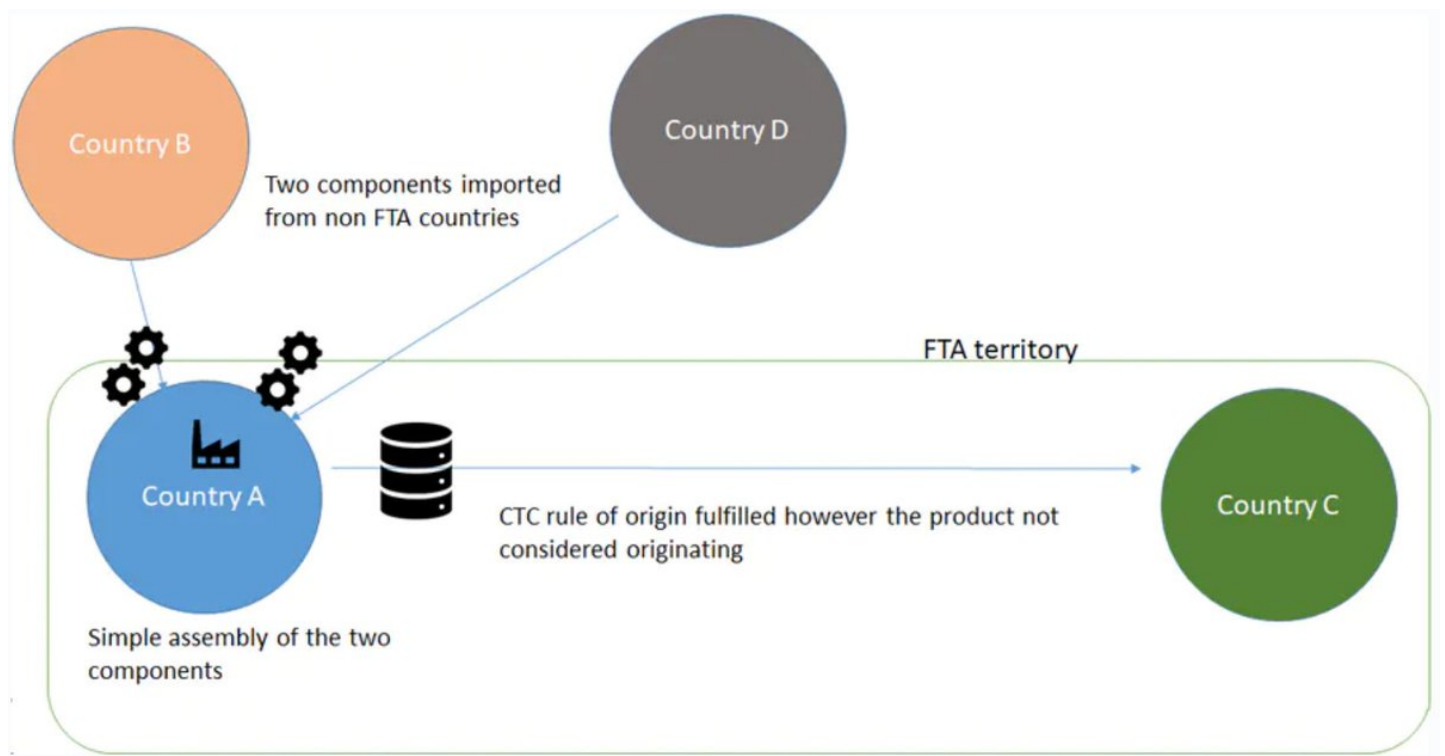 Country B
Country D
Two components imported
from non FTA countries
FTA territory
Country A
Country C
CTC rule of origin fulfilled however the product not
considered originating
Simple assembly of the two
components